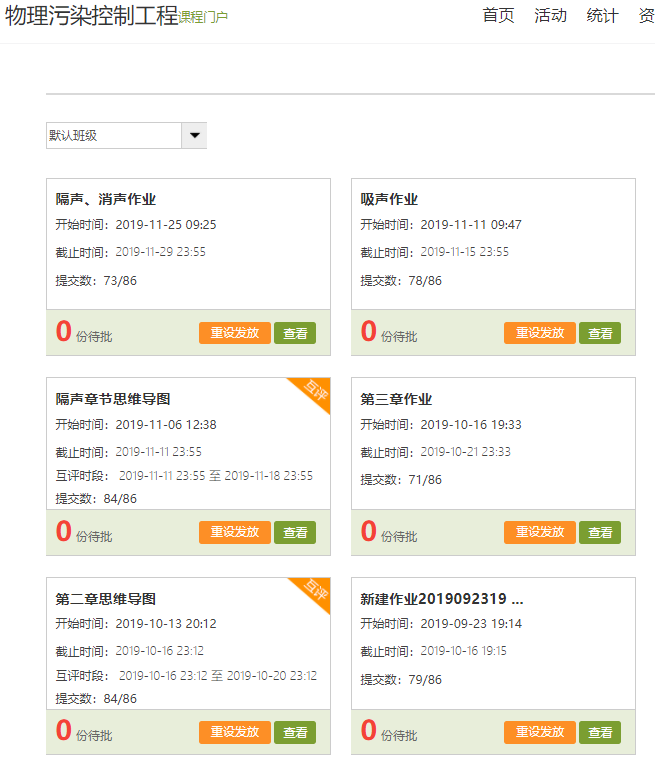 物理污染控制工程课程门户 首页 活动 统计 资
默认班级
隔声、消声作业
开始时间：2019-11-25 09:25
截止时间：2019-11-29 23:55
提交数：73/86
0 份待批 重设发放 查看
吸声作业
开始时间：2019-11-11 09:47
截止时间：2019-11-15 23:55
提交数：78/86
0 份待批 重设发放 查看
互评
隔声章节思维导图
开始时间：2019-11-06 12:38
截止时间：2019-11-11 23:55
互评时段： 2019-11-11 23:55 至 2019-11-18 23:55
提交数：84/86
0 份待批 重设发放 查看
第三章作业
开始时间：2019-10-16 19:33
截止时间：2019-10-21 23:33
提交数：71/86
0 份待批 重设发放 查看
互评
第二章思维导图
开始时间：2019-10-13 20:12
截止时间：2019-10-16 23:12
互评时段： 2019-10-16 23:12 至 2019-10-20 23:12
提交数：84/86
0 份待批 重设发放 查看
新建作业2019092319 ...
开始时间：2019-09-23 19:14
截止时间：2019-10-16 19:15
提交数：79/86
0 份待批 重设发放 查看